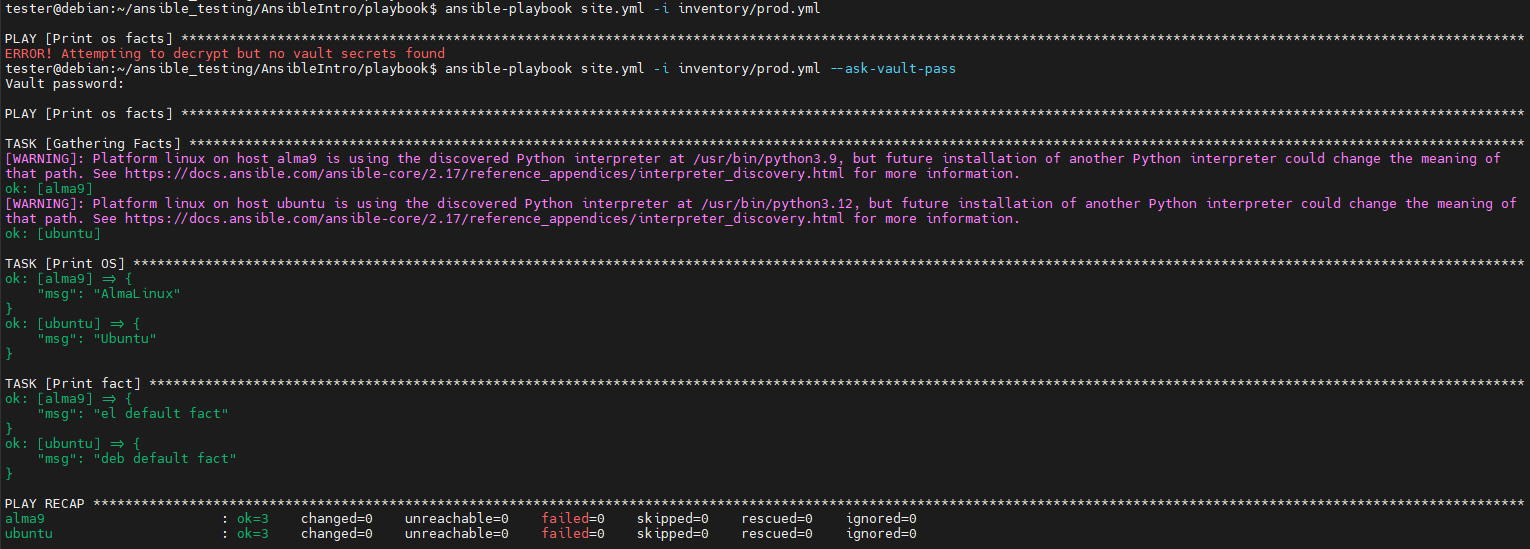 tester@debian:~/ansible_testing/AnsibleIntro/playbook$ ansible-playbook site.yml -i inventory/prod.yml
PLAY [Print os facts] ************************************************************************************************************************************************************************
ERROR! Attempting to decrypt but no vault secrets found
tester@debian:~/ansible_testing/AnsibleIntro/playbook$ ansible-playbook site.yml -i inventory/prod.yml --ask-vault-pass
Vault password:
PLAY [Print os facts] ************************************************************************************************************************************************************************
TASK [Gathering Facts] ***********************************************************************************************************************************************************************
[WARNING]: Platform linux on host alma9 is using the discovered Python interpreter at /usr/bin/python3.9, but future installation of another Python interpreter could change the meaning of
that path. See https://docs.ansible.com/ansible-core/2.17/reference_appendices/interpreter_discovery.html for more information.
ok: [alma9]
[WARNING]: Platform linux on host ubuntu is using the discovered Python interpreter at /usr/bin/python3.12, but future installation of another Python interpreter could change the meaning of
that path. See https://docs.ansible.com/ansible-core/2.17/reference_appendices/interpreter_discovery.html for more information.
ok: [ubuntu]
TASK [Print OS] ******************************************************************************************************************************************************************************
ok: [alma9] => {
    "msg": "AlmaLinux"
}
ok: [ubuntu] => {
    "msg": "Ubuntu"
}
TASK [Print fact] ****************************************************************************************************************************************************************************
ok: [alma9] => {
    "msg": "el default fact"
}
ok: [ubuntu] => {
    "msg": "deb default fact"
}
PLAY RECAP ***********************************************************************************************************************************************************************************
alma9                      : ok=3    changed=0    unreachable=0    failed=0    skipped=0    rescued=0    ignored=0
ubuntu                     : ok=3    changed=0    unreachable=0    failed=0    skipped=0    rescued=0    ignored=0